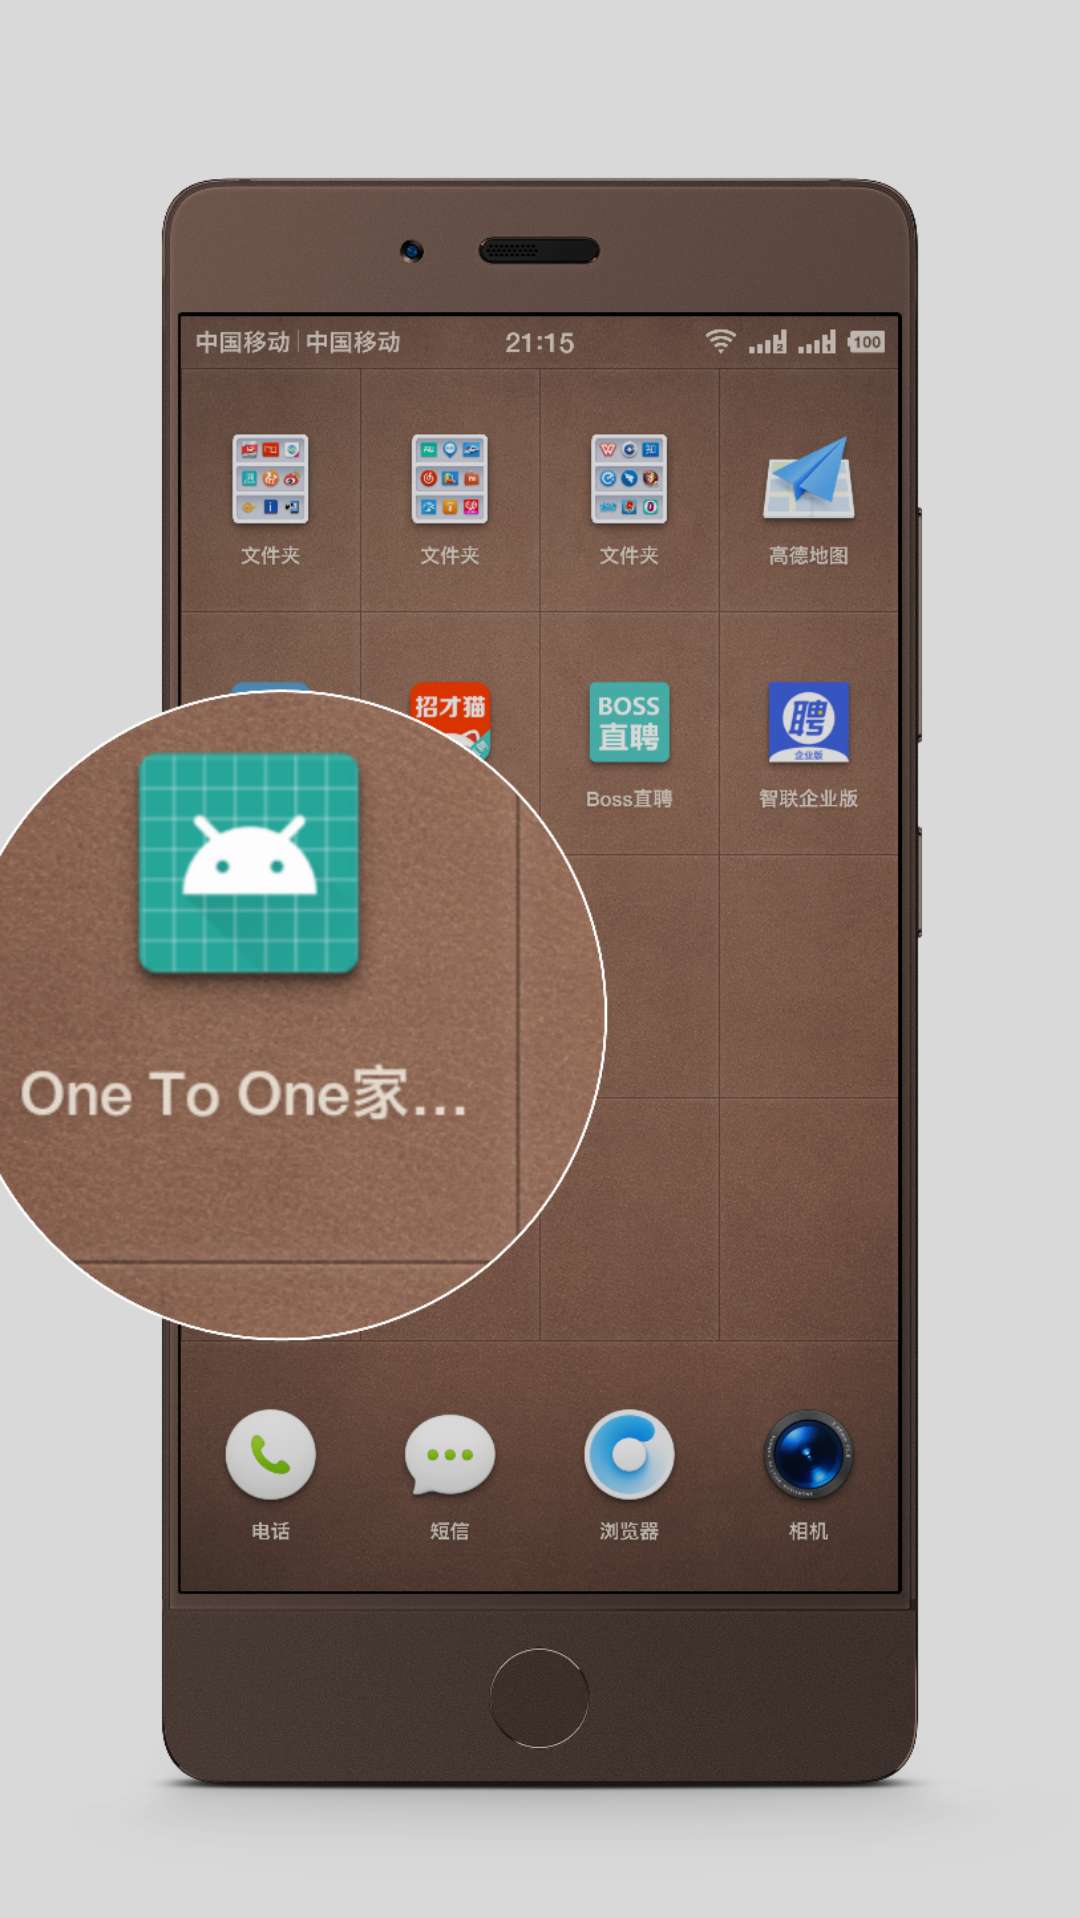 中国移动 中国移动 21:15 2 100
文件夹 文件夹 文件夹 高德地图
招才猫 BOSS 聘
直聘 企业版
Boss直聘 智联企业版
One To One家...
电话 短信 浏览器 相机